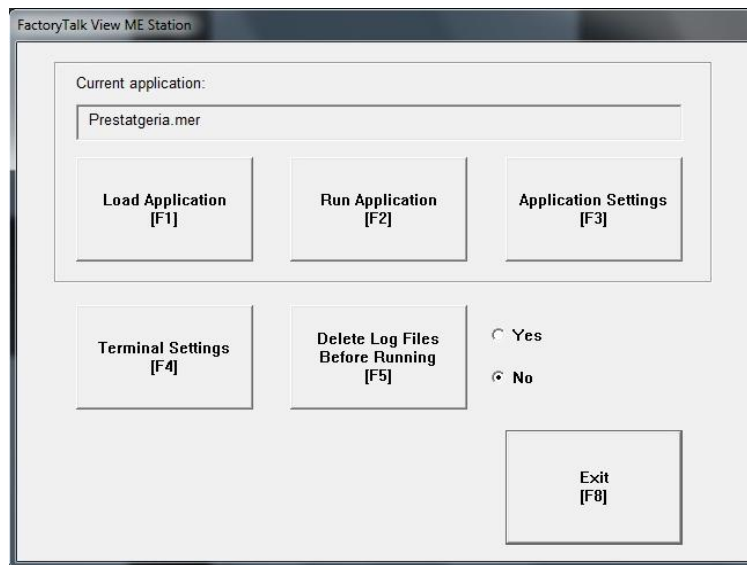 FactoryTalk View ME Station
Current application:
Prestatgeria.mer
Load Application
[F1]
Run Application
[F2]
Application Settings
[F3]
Terminal Settings
[F4]
Delete Log Files
Before Running
[F5]
Yes
No
Exit
[F8]